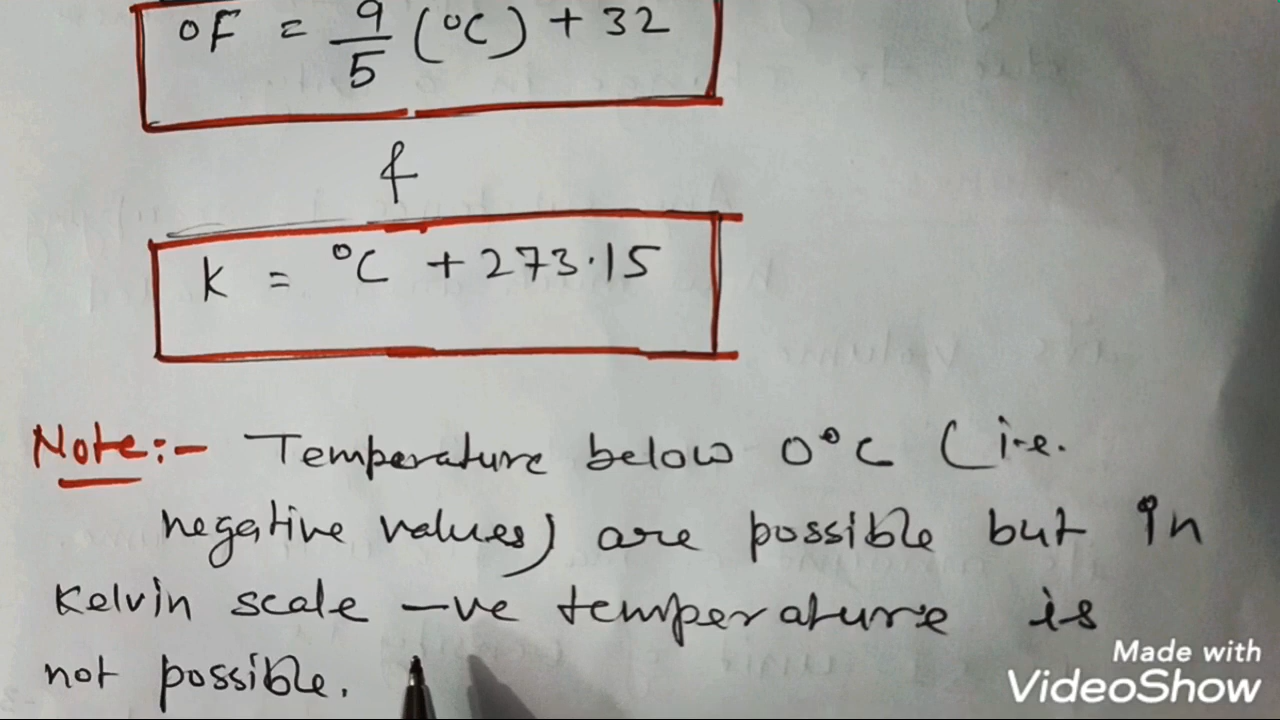 °F = 9/5 (°C) + 32
&
K = °C + 273.15
Note:- Temperature below 0°C (i.e.
negative values) are possible but in
Kelvin scale -ve temperature is
not possible.
Made with
VideoShow